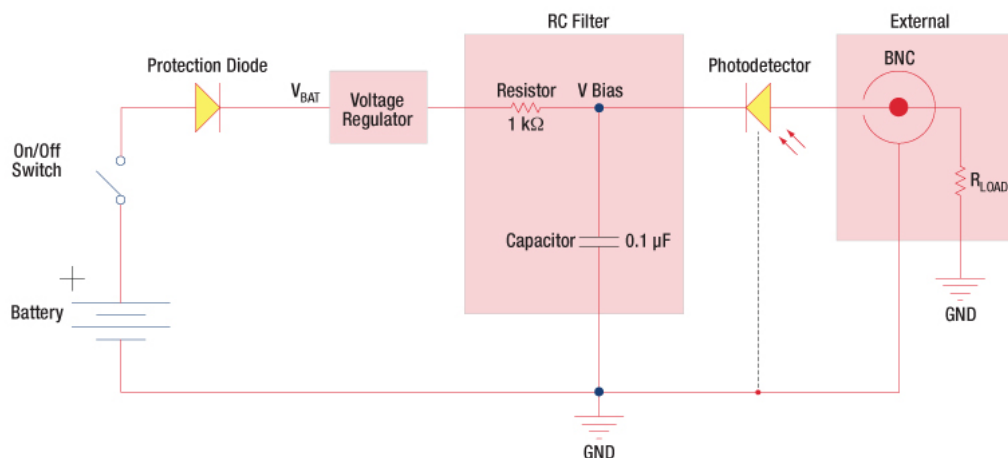 RC Filter
External
Protection Diode
V_BAT
Voltage
Regulator
Resistor
1 kΩ
V Bias
Photodetector
BNC
On/Off
Switch
R_LOAD
Capacitor
0.1 µF
+
Battery
GND
GND